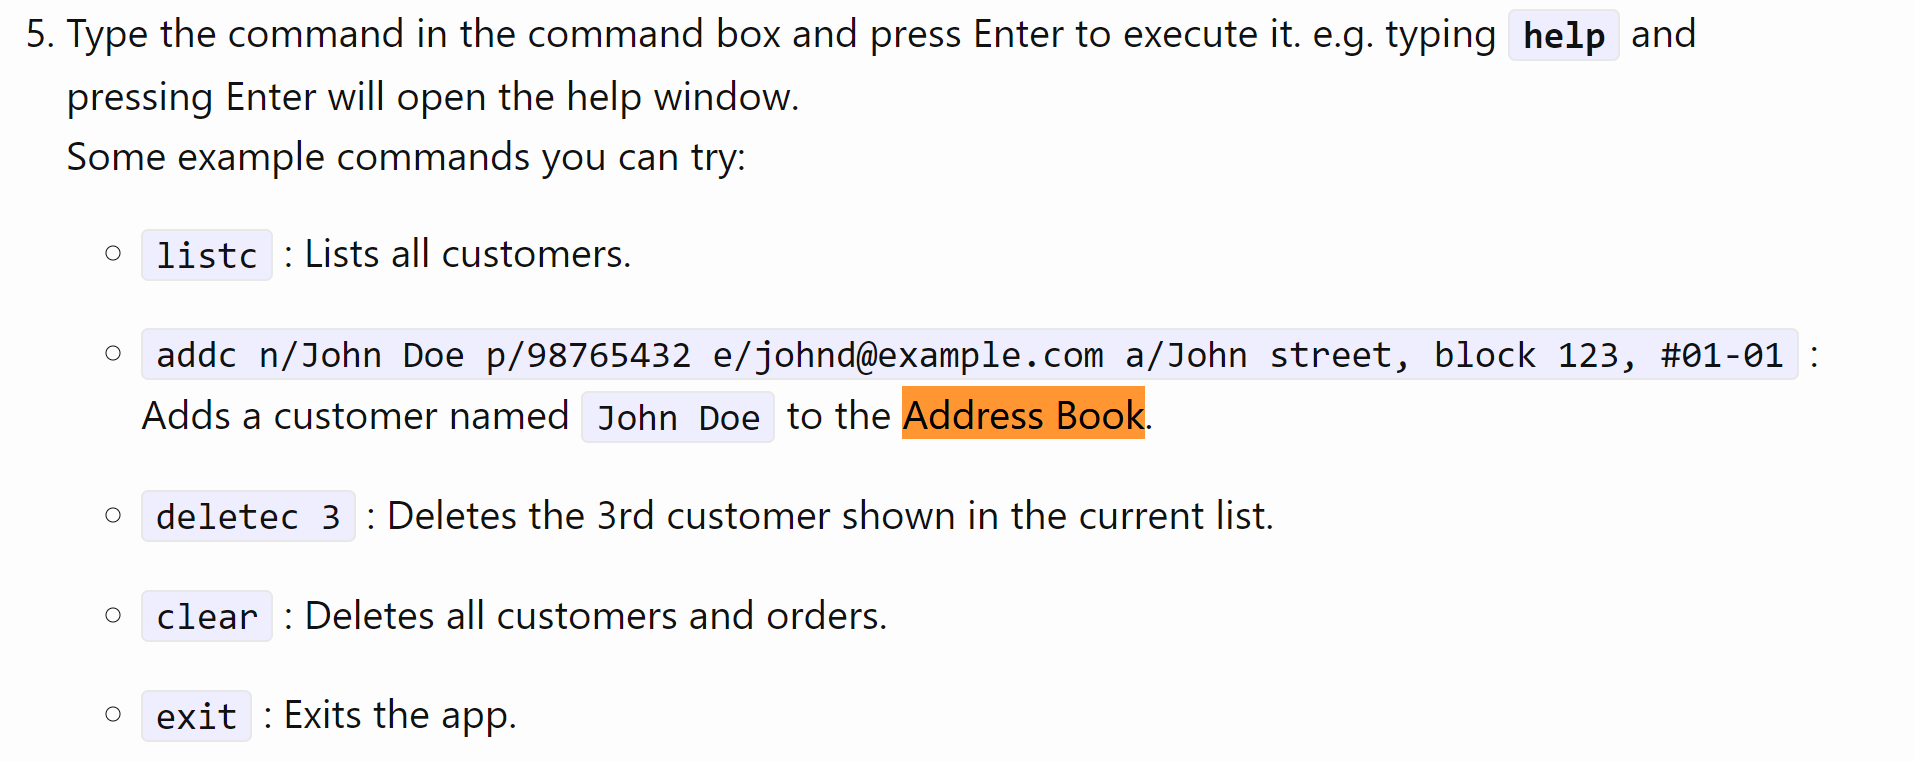 5. Type the command in the command box and press Enter to execute it. e.g. typing help and
pressing Enter will open the help window.
Some example commands you can try:
listc : Lists all customers.
addc n/John Doe p/98765432 e/johnd@example.com a/John street, block 123, #01-01 :
Adds a customer named John Doe to the Address Book.
deletec 3 : Deletes the 3rd customer shown in the current list.
clear : Deletes all customers and orders.
exit : Exits the app.